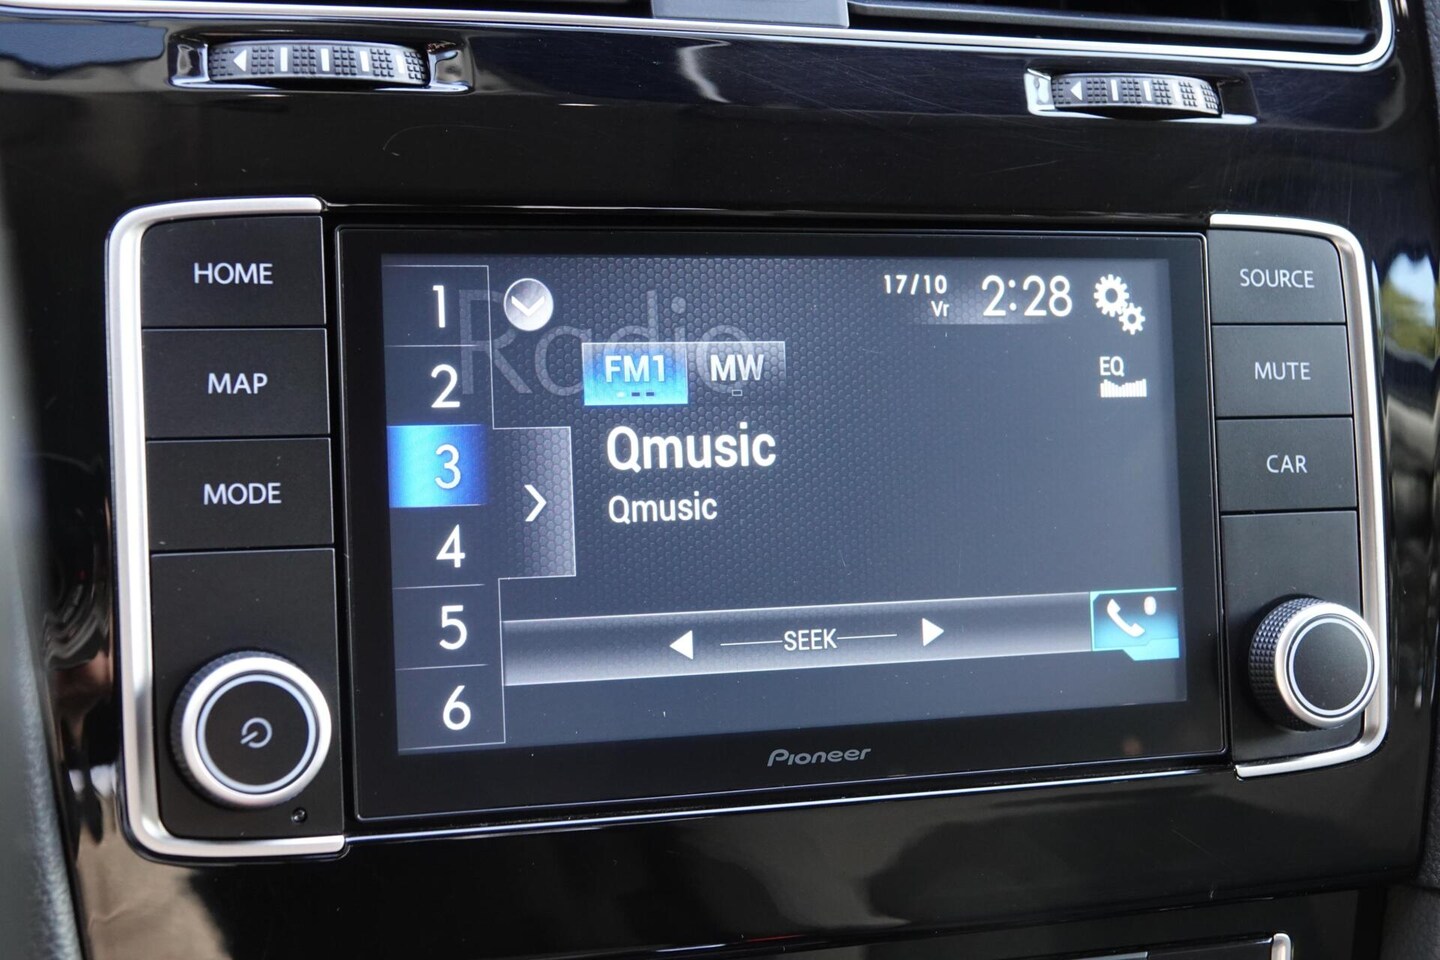 HOME
MAP
MODE
1
2
3
4
5
6
Radio
17/10
Vr
2:28
FM1
MW
EQ
Qmusic
Qmusic
SEEK
Pioneer
SOURCE
MUTE
CAR